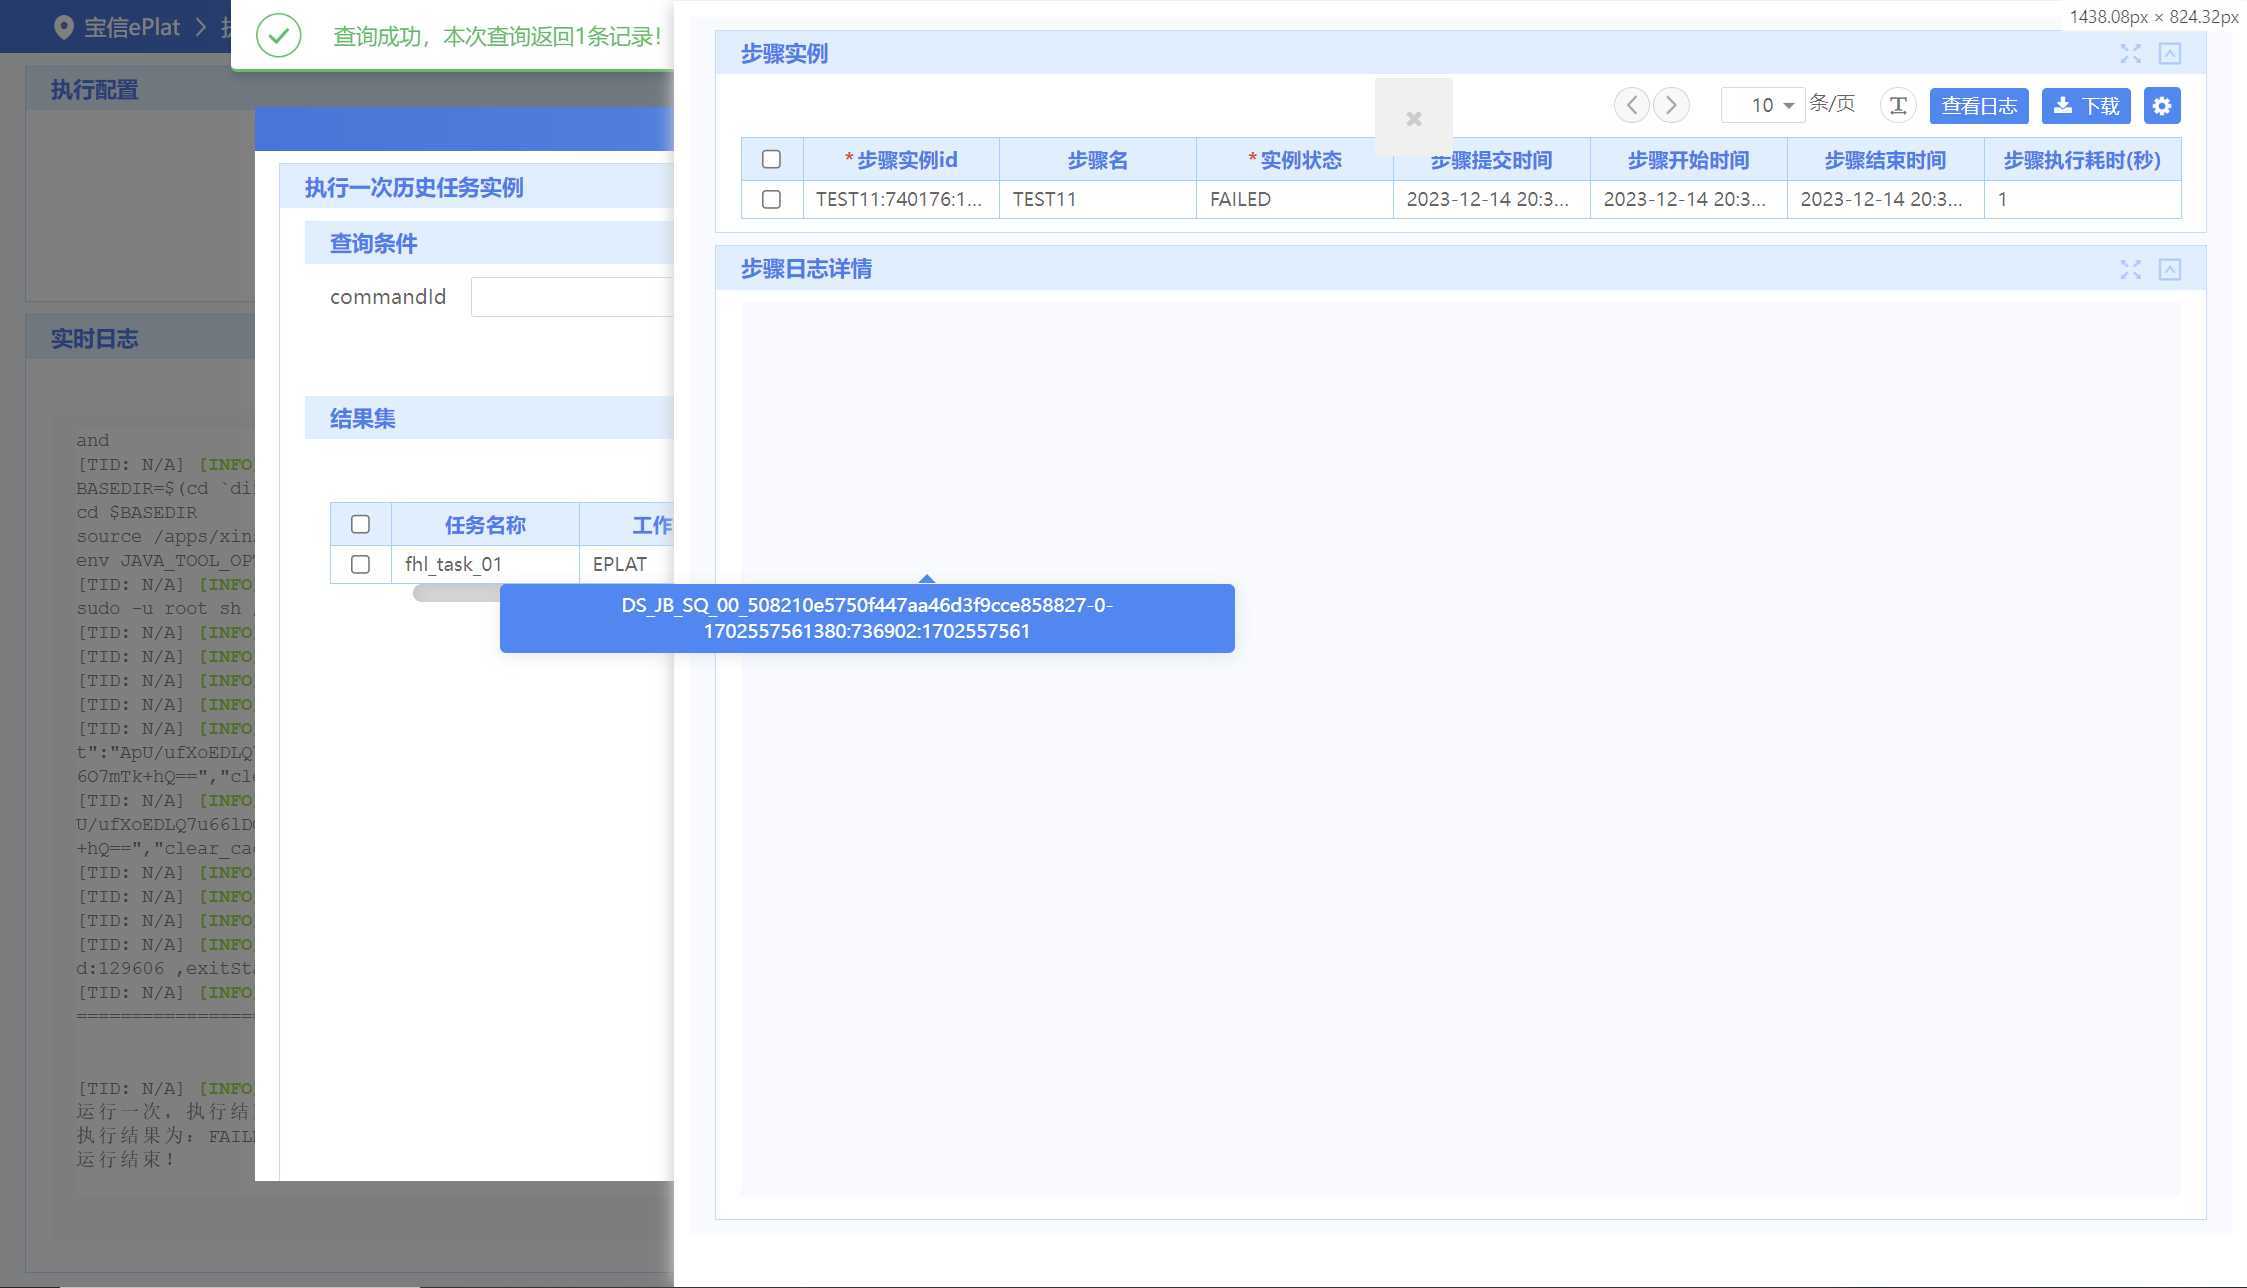 宝信ePlat
查询成功，本次查询返回1条记录！
1438.08px × 824.32px
执行配置
实时日志
and
[TID: N/A] [INFO
BASEDIR=$(cd `di
cd $BASEDIR
source /apps/xin
env JAVA_TOOL_OP
[TID: N/A] [INFO
sudo -u root sh
[TID: N/A] [INFO
[TID: N/A] [INFO
[TID: N/A] [INFO
[TID: N/A] [INFO
[TID: N/A] [INFO
t":"ApU/ufXoEDLQ
6O7mTk+hQ==","cl
[TID: N/A] [INFO
U/ufXoEDLQ7u66lD
+hQ==","clear_ca
[TID: N/A] [INFO
[TID: N/A] [INFO
[TID: N/A] [INFO
[TID: N/A] [INFO
d:129606 ,exitSt
[TID: N/A] [INFO
=================
[TID: N/A] [INFO
运行一次，执行结
执行结果为：FAIL
运行结束！
执行一次历史任务实例
查询条件
commandId
结果集
任务名称 工作
fhl_task_01 EPLAT
DS_JB_SQ_00_508210e5750f447aa46d3f9cce858827-0-
1702557561380:736902:1702557561
步骤实例
10 条/页 查看日志 下载
*步骤实例id 步骤名 *实例状态 步骤提交时间 步骤开始时间 步骤结束时间 步骤执行耗时(秒)
TEST11:740176:1... TEST11 FAILED 2023-12-14 20:3... 2023-12-14 20:3... 2023-12-14 20:3... 1
步骤日志详情